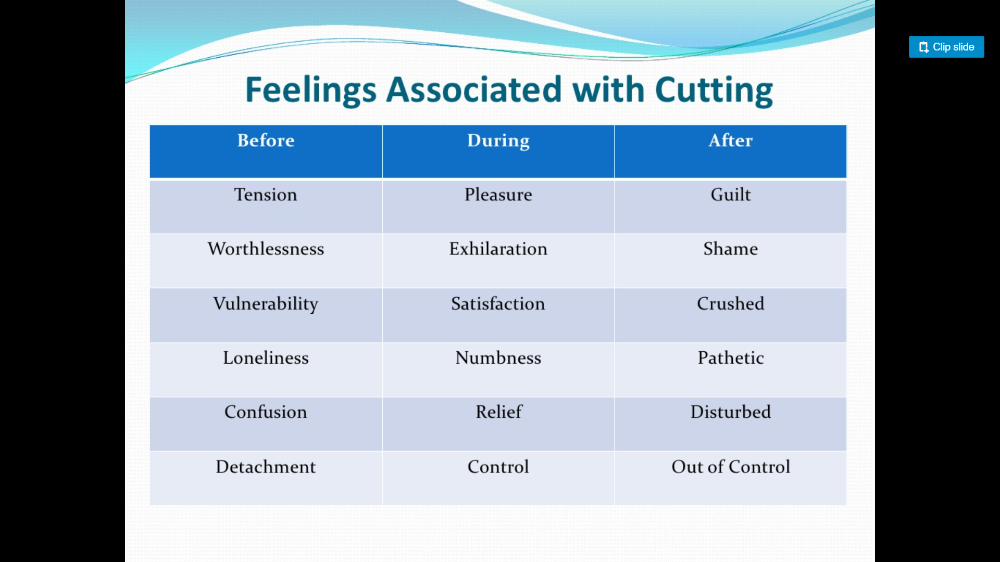 Clip slide
Feelings Associated with Cutting
Before During After
Tension Pleasure Guilt
Worthlessness Exhilaration Shame
Vulnerability Satisfaction Crushed
Loneliness Numbness Pathetic
Confusion Relief Disturbed
Detachment Control Out of Control